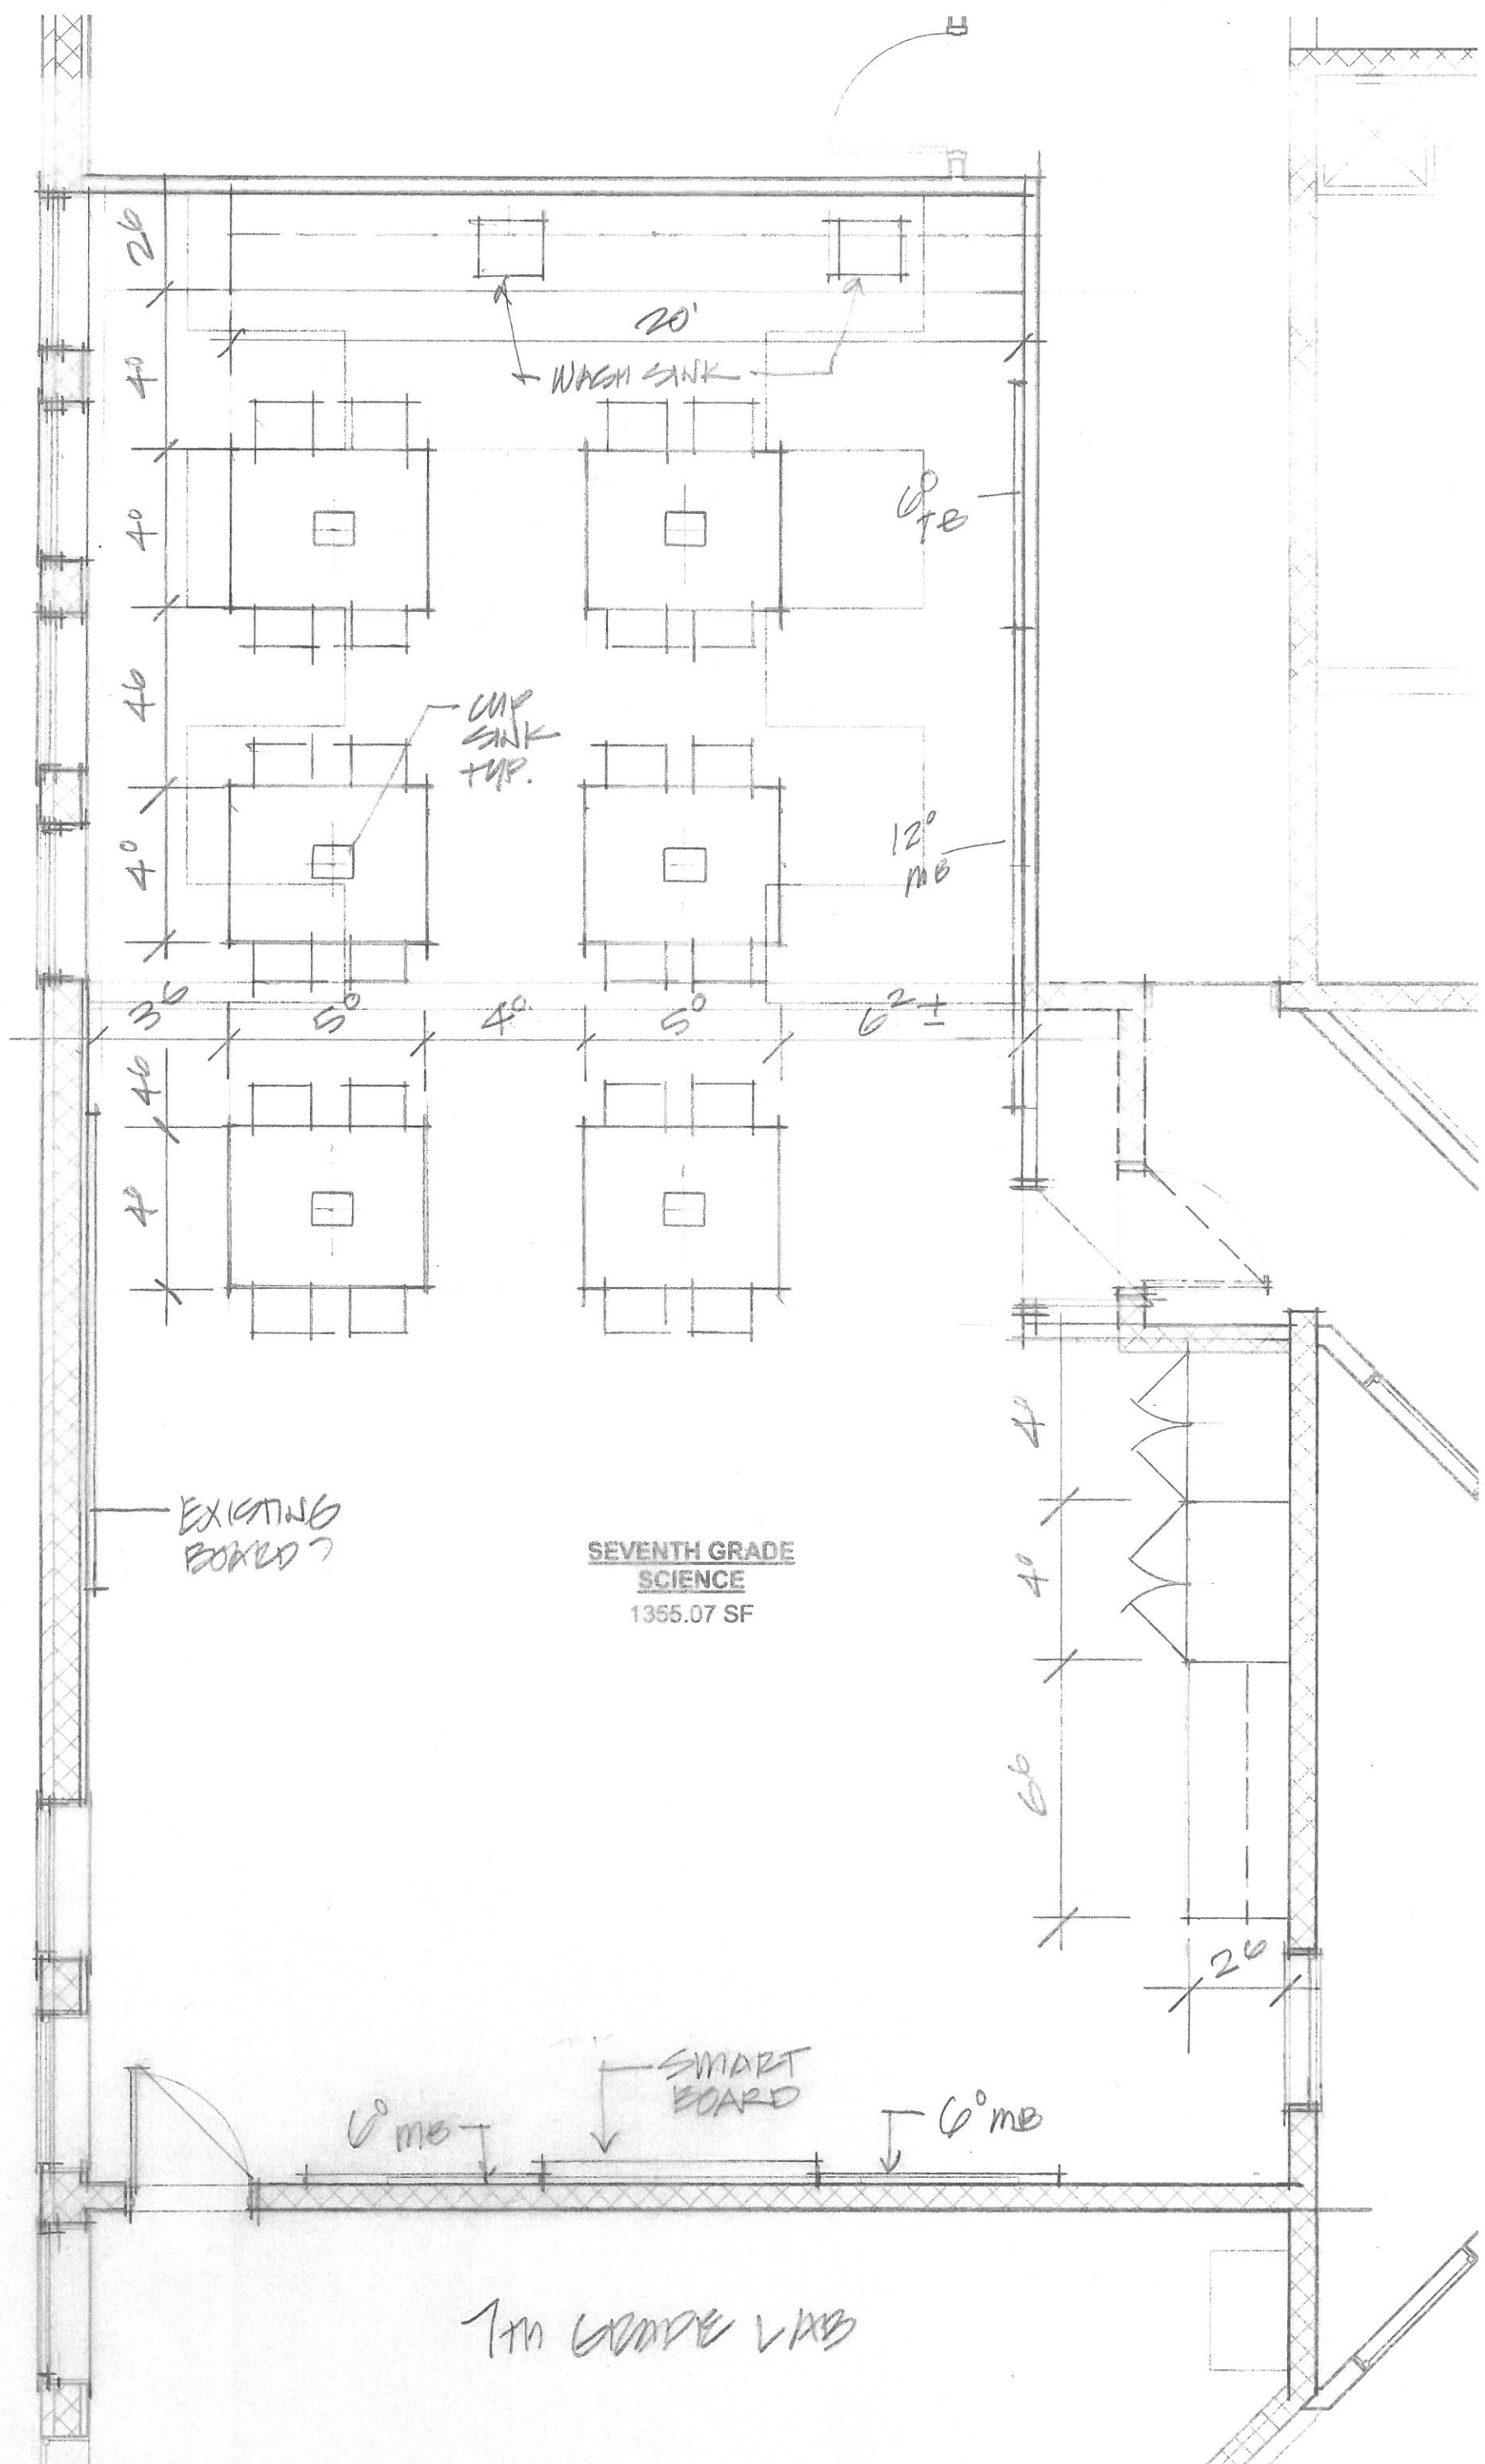 26
20'
WASH SINK
4⁰
6⁰
TB
4⁰
46
CUP
SINK
TYP.
12⁰
MB
4⁰
3⁶
5⁰
4⁰
5⁰
6² ±
46
4⁰
4⁰
EXISTING
BOARD?
SEVENTH GRADE
SCIENCE
1355.07 SF
4⁰
6⁶
2⁶
SMART
BOARD
6⁰ MB
6⁰ MB
7TH GRADE LAB